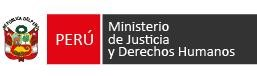 PERÚ
Ministerio
de Justicia
y Derechos Humanos